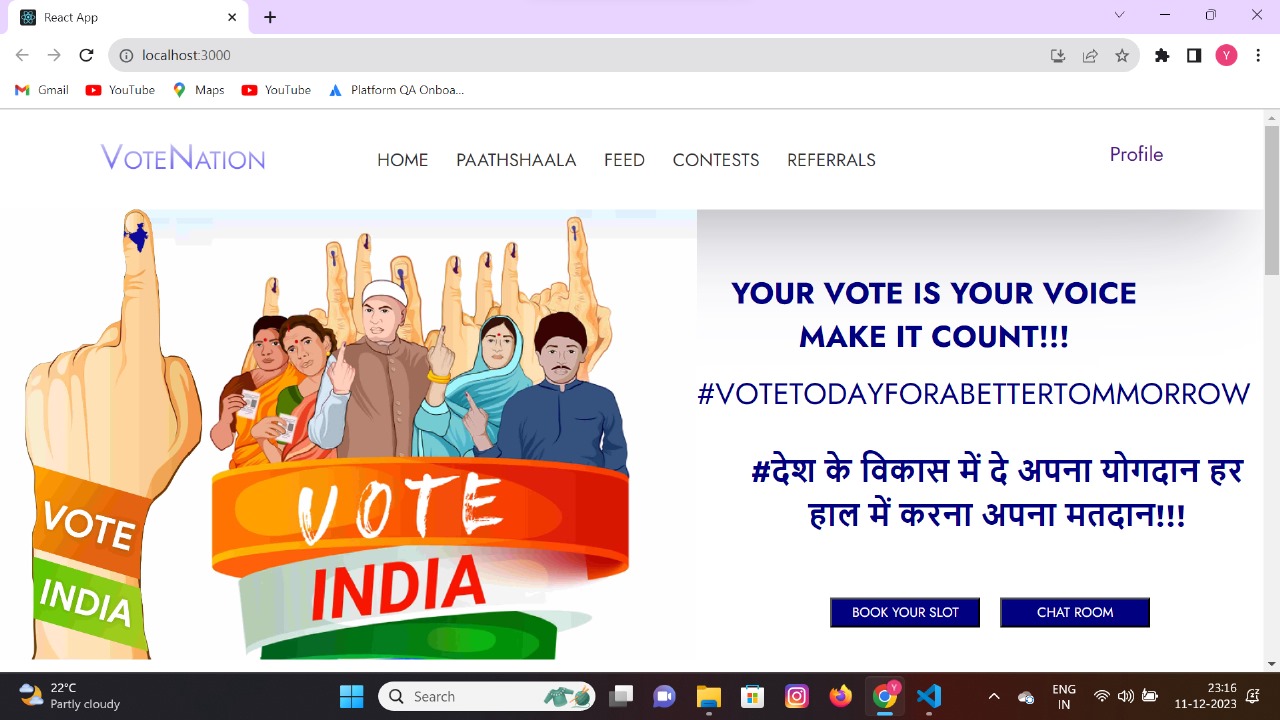 React App
localhost:3000
Y
Gmail YouTube Maps YouTube Platform QA Onboa...
VOTENATION
HOME PAATHSHAALA FEED CONTESTS REFERRALS
Profile
YOUR VOTE IS YOUR VOICE
MAKE IT COUNT!!!
#VOTETODAYFORABETTERTOMMORROW
#देश के विकास में दे अपना योगदान हर
हाल में करना अपना मतदान!!!
BOOK YOUR SLOT CHAT ROOM
VOTE
INDIA
VOTE
INDIA
22°C
Partly cloudy
Search
Y
ENG
IN
23:16
11-12-2023